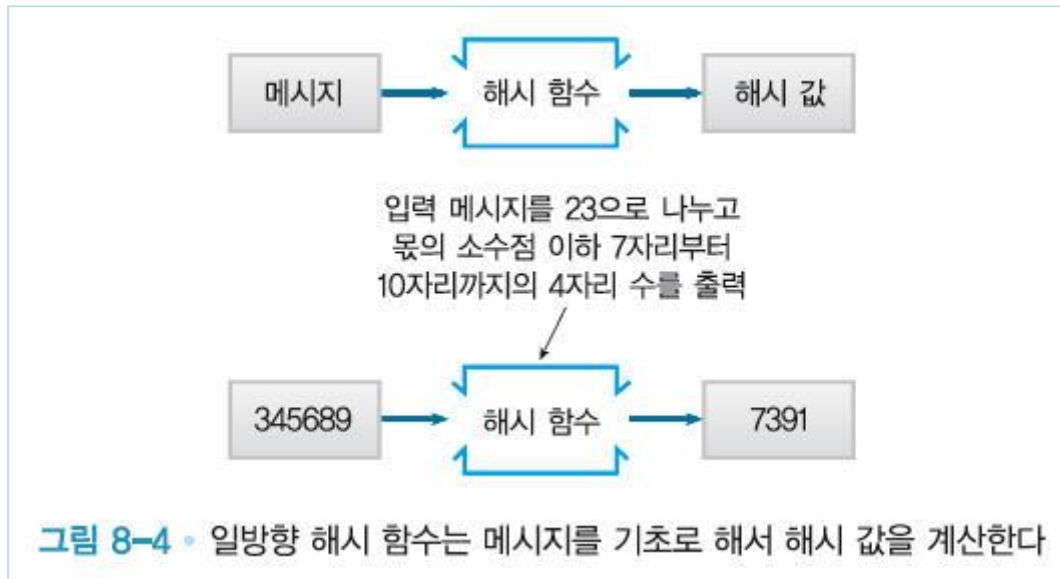 메시지
해시 함수
해시 값
입력 메시지를 23으로 나누고
몫의 소수점 이하 7자리부터
10자리까지의 4자리 수를 출력
345689
해시 함수
7391
그림 8-4 • 일방향 해시 함수는 메시지를 기초로 해서 해시 값을 계산한다